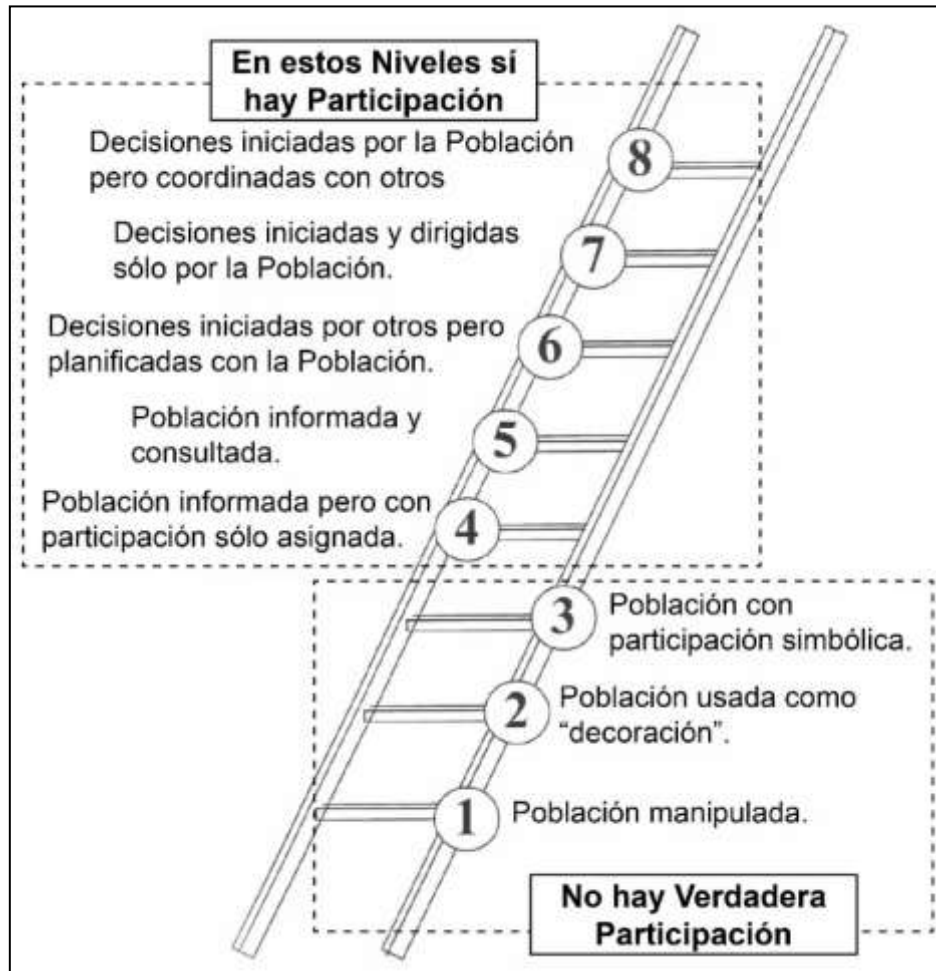 En estos Niveles sí
hay Participación
Decisiones iniciadas por la Población
pero coordinadas con otros
8
Decisiones iniciadas y dirigidas
sólo por la Población.
7
Decisiones iniciadas por otros pero
planificadas con la Población.
6
Población informada y
consultada.
5
Población informada pero con
participación sólo asignada.
4
3
Población con
participación simbólica.
2
Población usada como
“decoración”.
1
Población manipulada.
No hay Verdadera
Participación